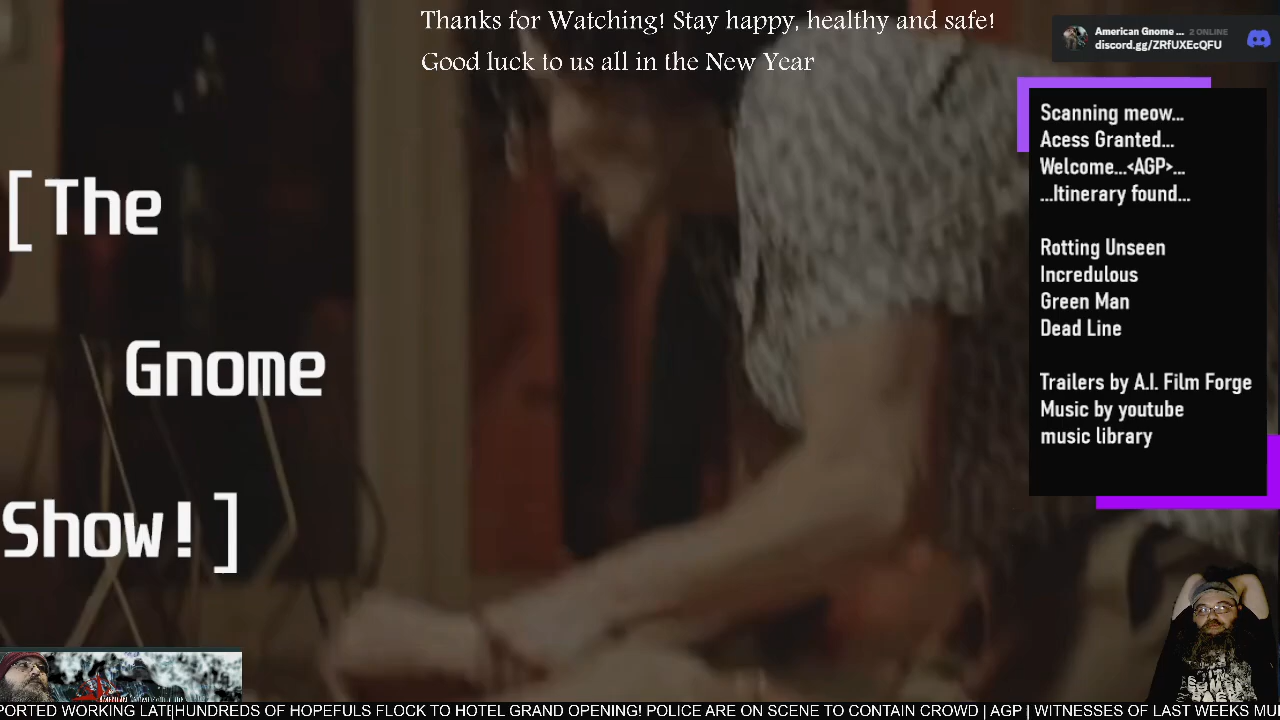 Thanks for Watching! Stay happy, healthy and safe!
Good luck to us all in the New Year
American Gnome ... 2 ONLINE
discord.gg/ZRfUXEcQFU
[The
Gnome
Show!]
Scanning meow...
Acess Granted...
Welcome...<AGP>...
...Itinerary found...
Rotting Unseen
Incredulous
Green Man
Dead Line
Trailers by A.I. Film Forge
Music by youtube
music library
PORTED WORKING LATE|HUNDREDS OF HOPEFULS FLOCK TO HOTEL GRAND OPENING! POLICE ARE ON SCENE TO CONTAIN CROWD | AGP | WITNESSES OF LAST WEEKS MU